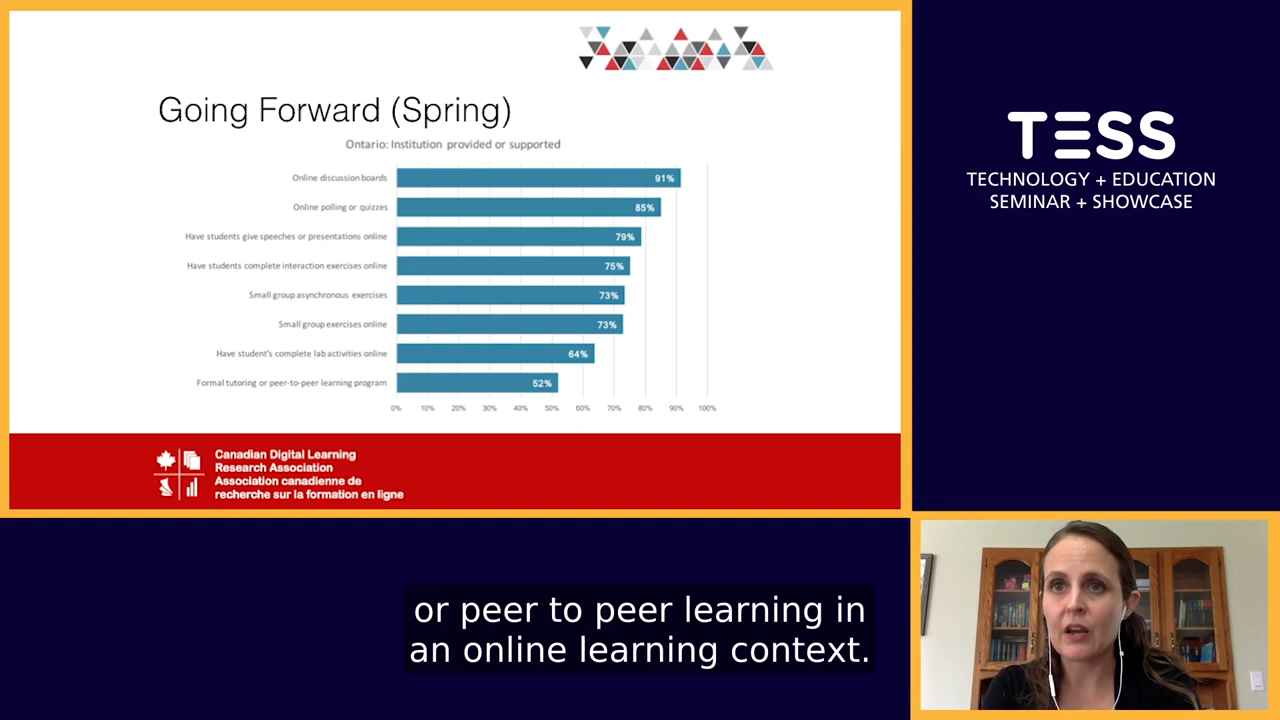 Going Forward (Spring)
Ontario: Institution provided or supported
Online discussion boards 91%
Online polling or quizzes 85%
Have students give speeches or presentations online 79%
Have students complete interaction exercises online 75%
Small group asynchronous exercises 73%
Small group exercises online 73%
Have student's complete lab activities online 64%
Formal tutoring or peer-to-peer learning program 52%
0% 10% 20% 30% 40% 50% 60% 70% 80% 90% 100%
Canadian Digital Learning
Research Association
Association canadienne de
recherche sur la formation en ligne
TESS
TECHNOLOGY + EDUCATION
SEMINAR + SHOWCASE
or peer to peer learning in
an online learning context.